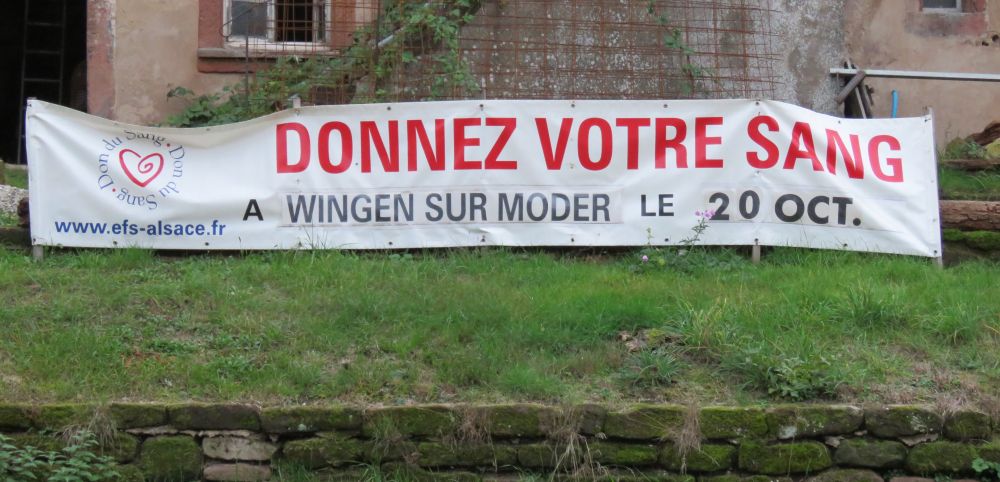 Don du Sang • Don du Sang •
DONNEZ VOTRE SANG
A WINGEN SUR MODER LE 20 OCT.
www.efs-alsace.fr